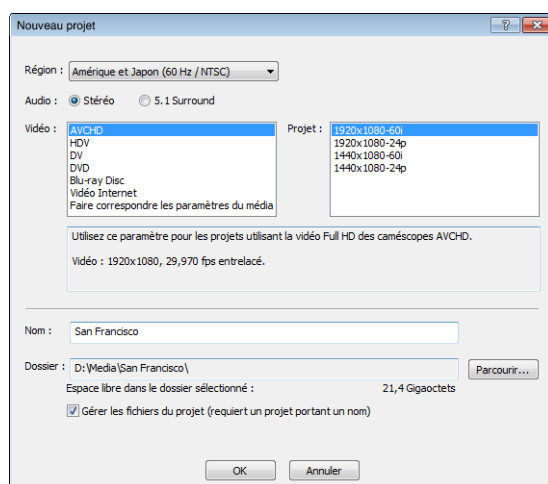 Nouveau projet
Région : Amérique et Japon (60 Hz / NTSC)
Audio : Stéréo 5.1 Surround
Vidéo : AVCHD
HDV
DV
DVD
Blu-ray Disc
Vidéo Internet
Faire correspondre les paramètres du média
Projet : 1920x1080-60i
1920x1080-24p
1440x1080-60i
1440x1080-24p
Utilisez ce paramètre pour les projets utilisant la vidéo Full HD des caméscopes AVCHD.
Vidéo : 1920x1080, 29,970 fps entrelacé.
Nom : San Francisco
Dossier : D:\Media\San Francisco\ Parcourir...
Espace libre dans le dossier sélectionné : 21,4 Gigaoctets
Gérer les fichiers du projet (requiert un projet portant un nom)
OK Annuler